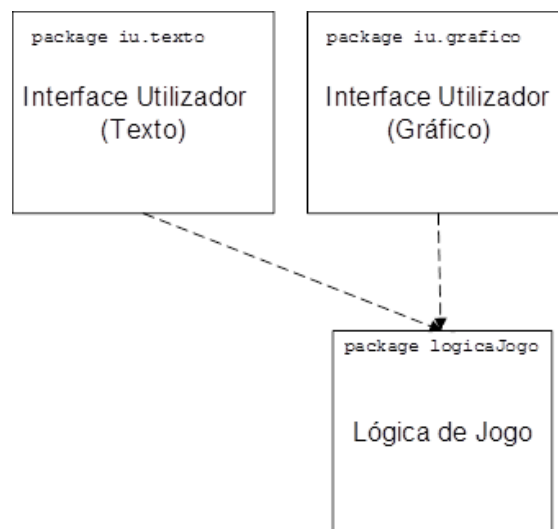 package iu.texto
Interface Utilizador
(Texto)
package iu.grafico
Interface Utilizador
(Gráfico)
package logicaJogo
Lógica de Jogo